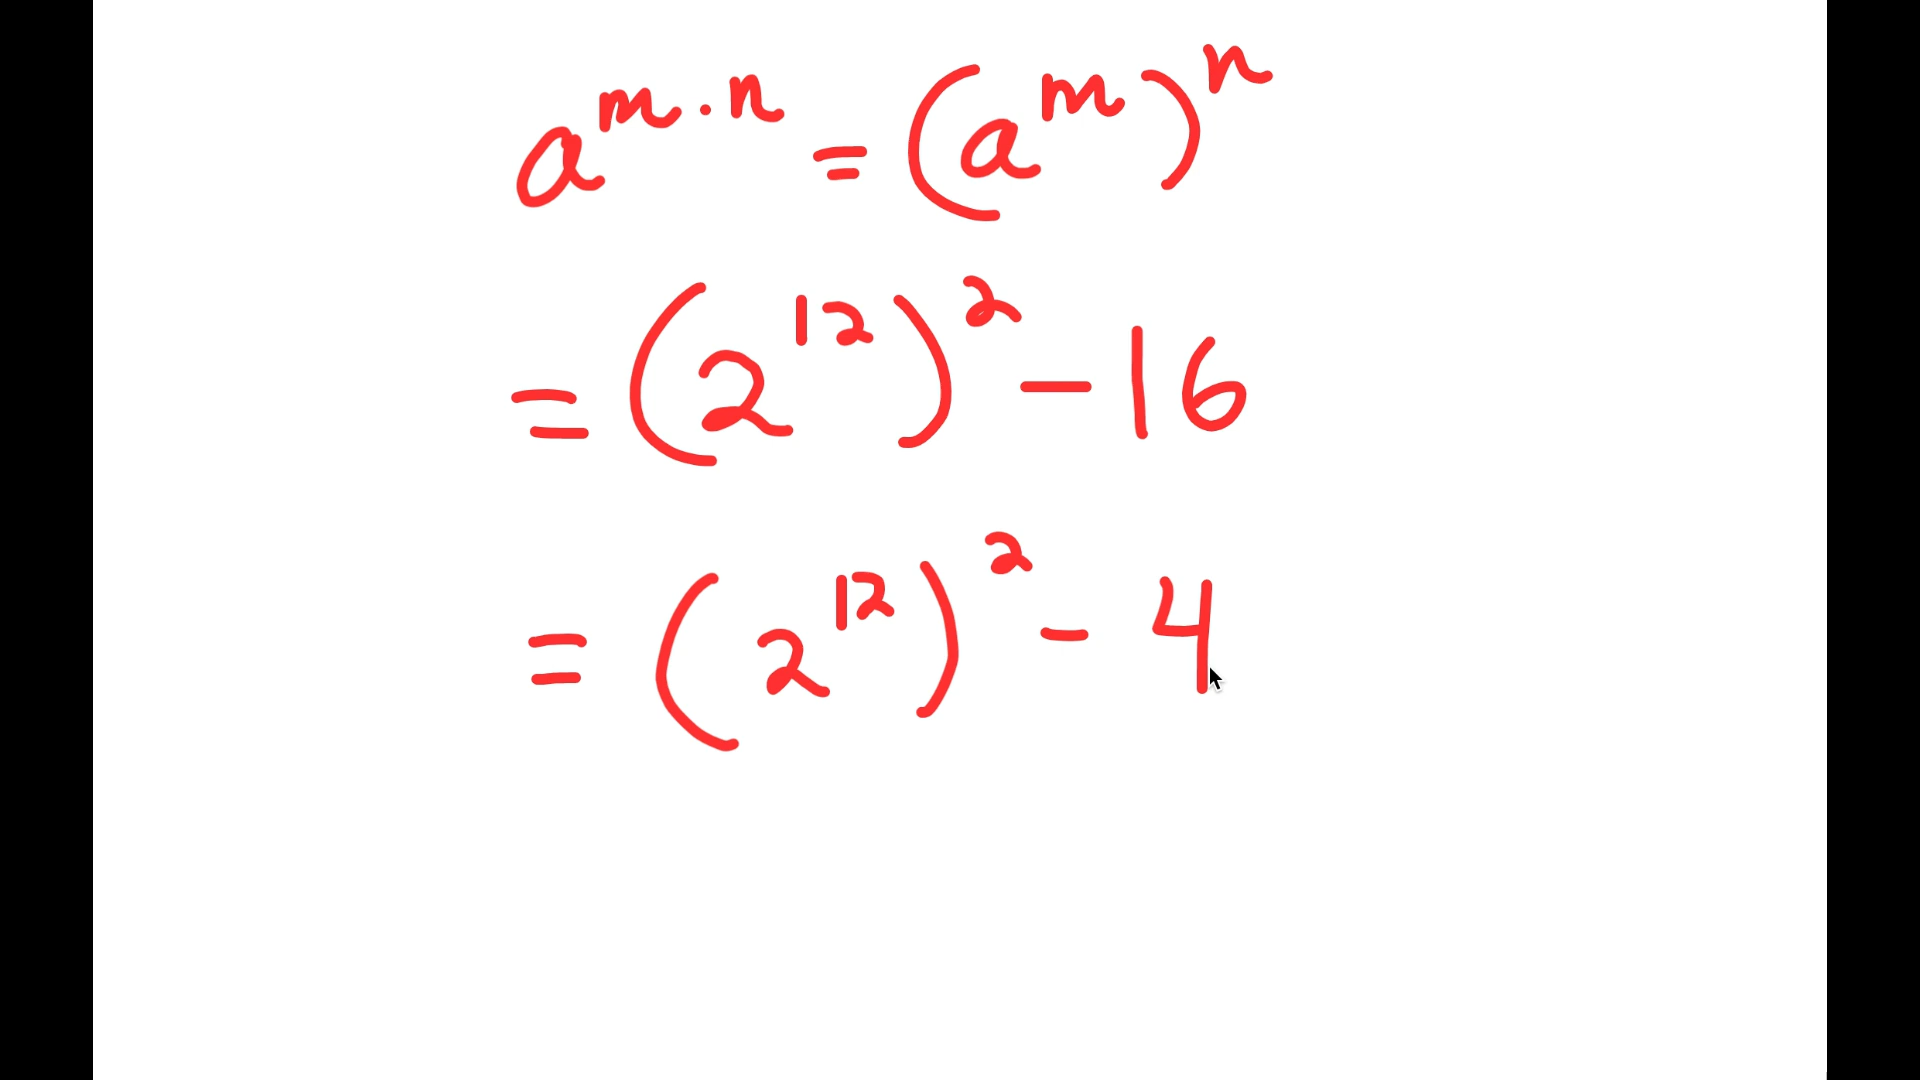 a^{m·n} = (a^m)^n
= (2^{12})^2 - 16
= (2^{12})^2 - 4